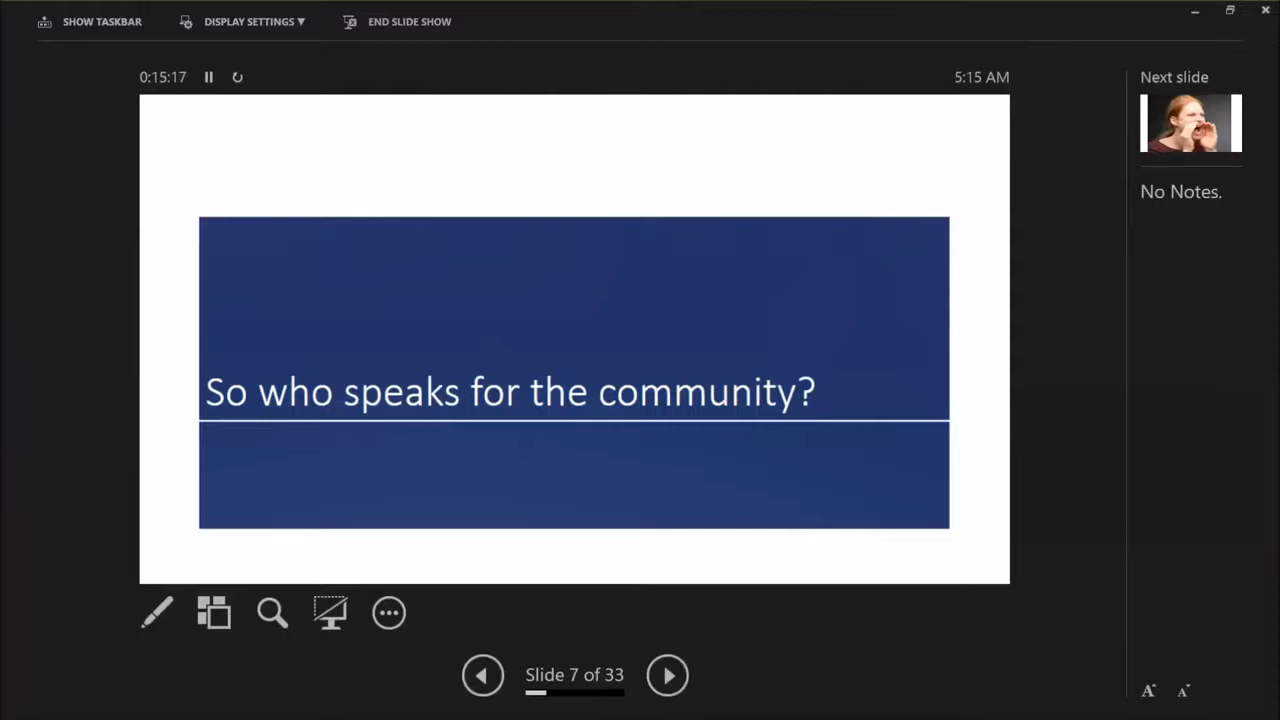 SHOW TASKBAR
DISPLAY SETTINGS ▼
END SLIDE SHOW
0:15:17
5:15 AM
Next slide
No Notes.
So who speaks for the community?
Slide 7 of 33
A A